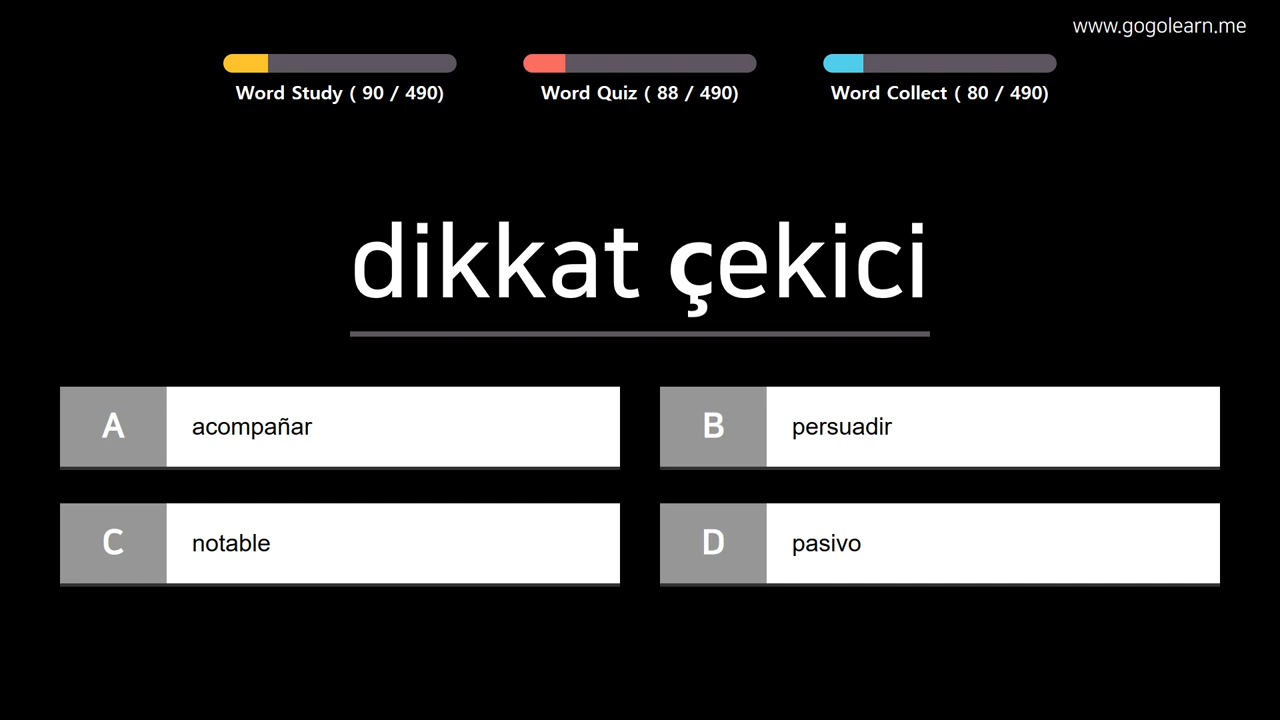 www.gogolearn.me
Word Study ( 90 / 490)
Word Quiz ( 88 / 490)
Word Collect ( 80 / 490)
dikkat çekici
A acompañar
B persuadir
C notable
D pasivo